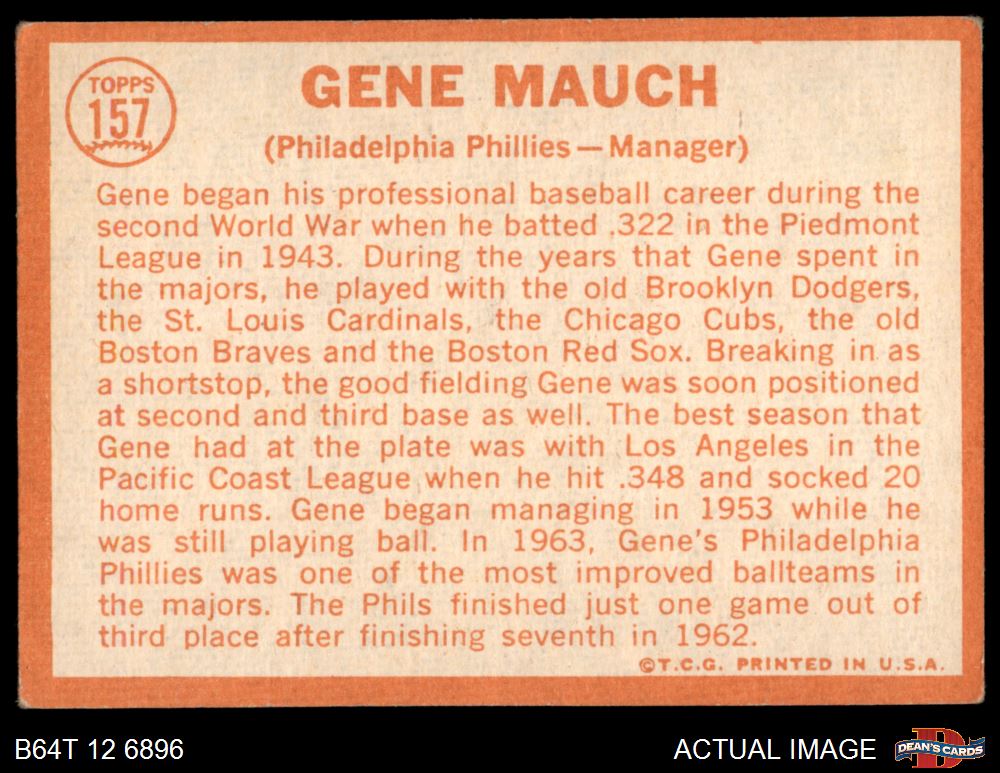 TOPPS
157
GENE MAUCH
(Philadelphia Phillies — Manager)
Gene began his professional baseball career during the
second World War when he batted .322 in the Piedmont
League in 1943. During the years that Gene spent in
the majors, he played with the old Brooklyn Dodgers,
the St. Louis Cardinals, the Chicago Cubs, the old
Boston Braves and the Boston Red Sox. Breaking in as
a shortstop, the good fielding Gene was soon positioned
at second and third base as well. The best season that
Gene had at the plate was with Los Angeles in the
Pacific Coast League when he hit .348 and socked 20
home runs. Gene began managing in 1953 while he
was still playing ball. In 1963, Gene's Philadelphia
Phillies was one of the most improved ballteams in
the majors. The Phils finished just one game out of
third place after finishing seventh in 1962.
©T.C.G. PRINTED IN U.S.A.
B64T 12 6896
ACTUAL IMAGE
D
DEAN'S CARDS